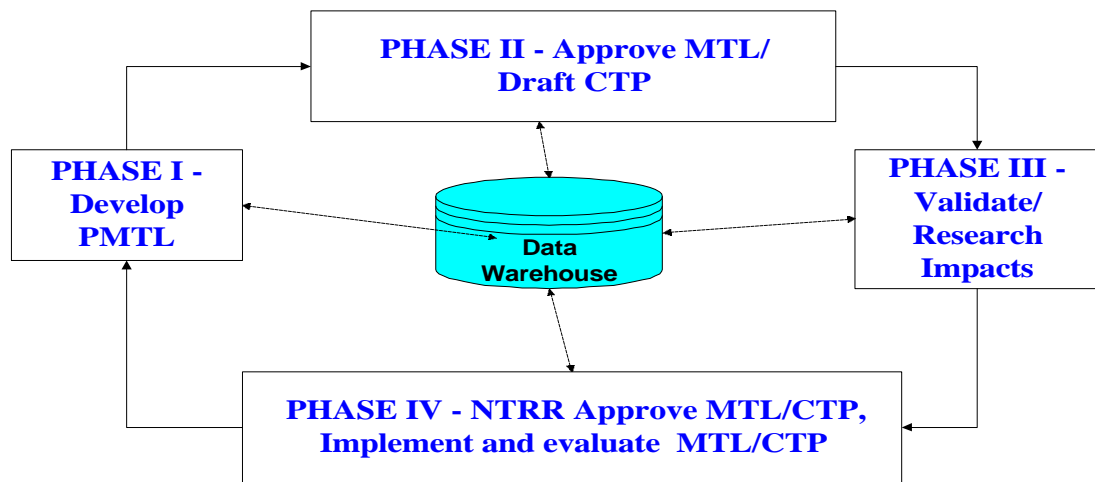 PHASE II - Approve MTL/
Draft CTP
PHASE I -
Develop
PMTL
PHASE III -
Validate/
Research
Impacts
Data
Warehouse
PHASE IV - NTRR Approve MTL/CTP,
Implement and evaluate MTL/CTP